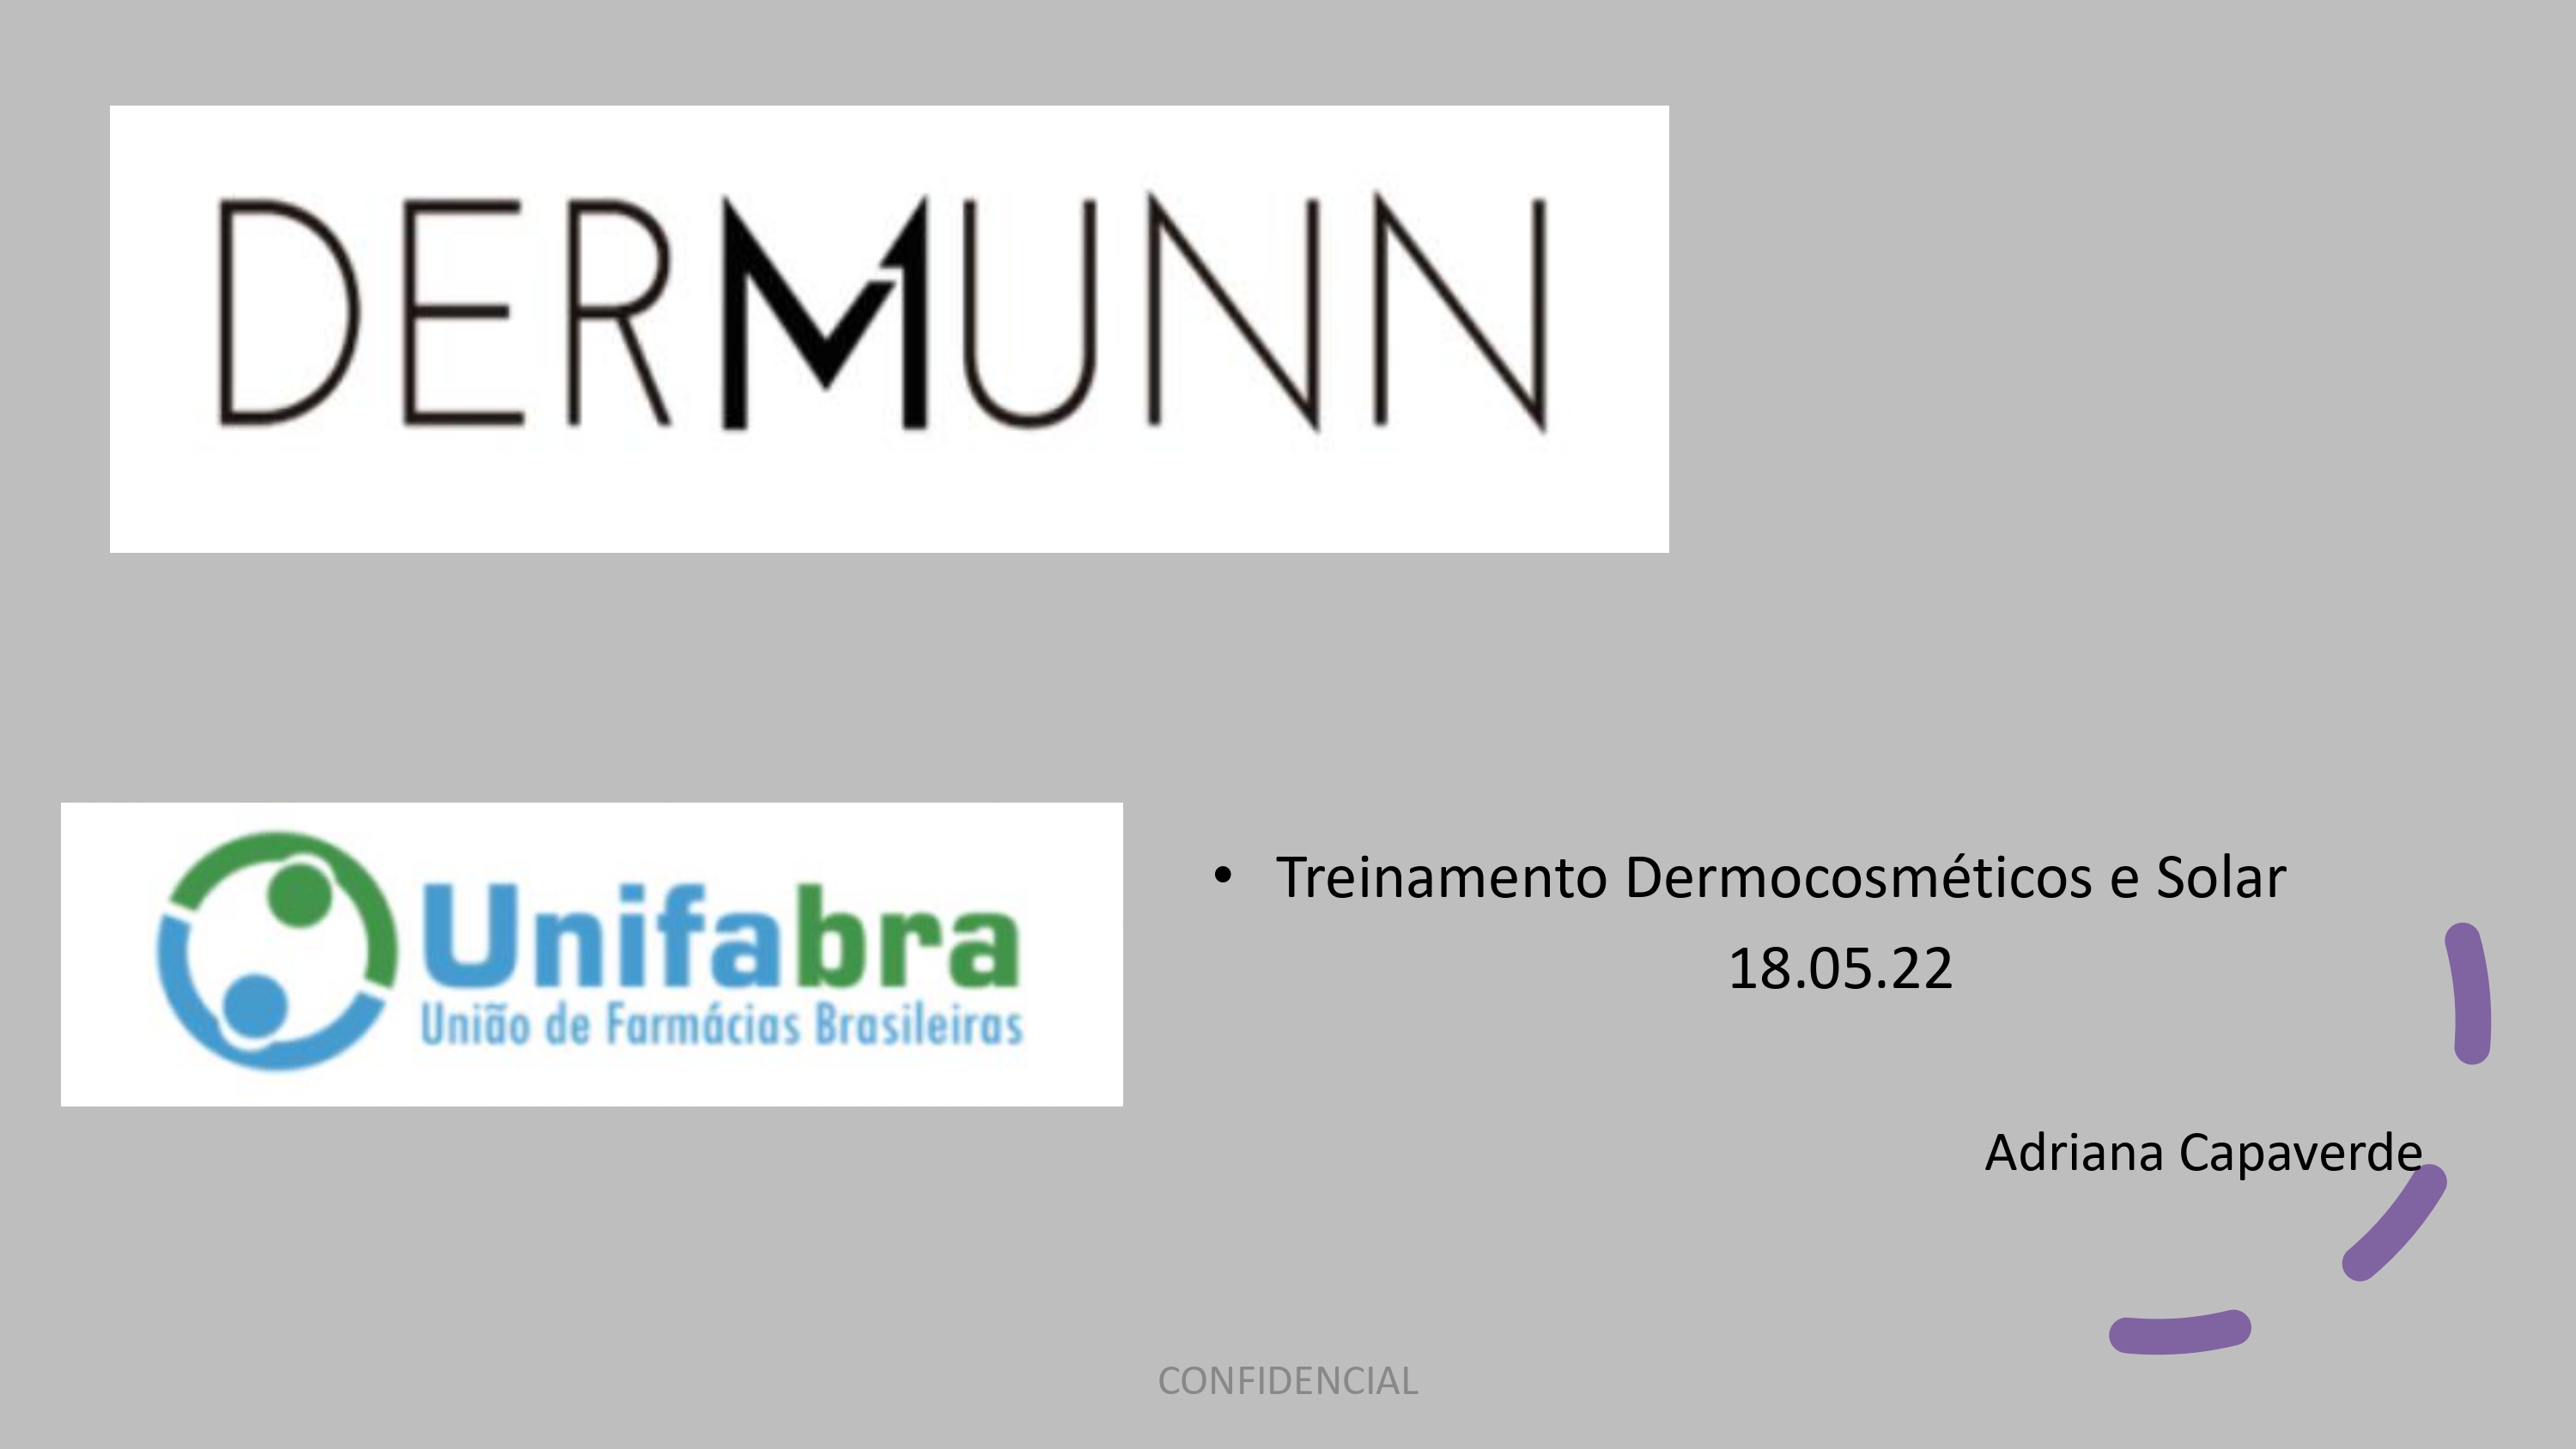 DERMUNN
Unifabra
União de Farmácias Brasileiras
• Treinamento Dermocosméticos e Solar
18.05.22
Adriana Capaverde
CONFIDENCIAL